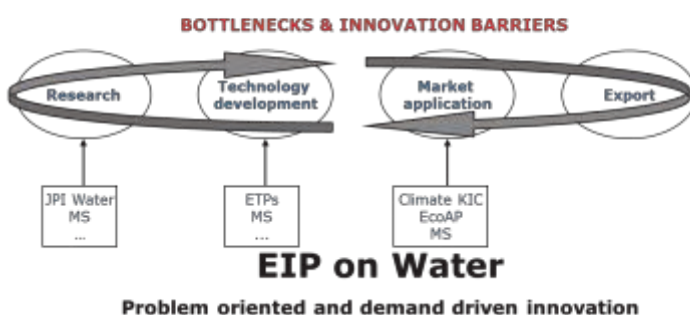 BOTTLENECKS & INNOVATION BARRIERS
Research
Technology
development
Market
application
Export
JPI Water
MS
...
ETPs
MS
...
Climate KIC
EcoAP
MS
EIP on Water
Problem oriented and demand driven innovation